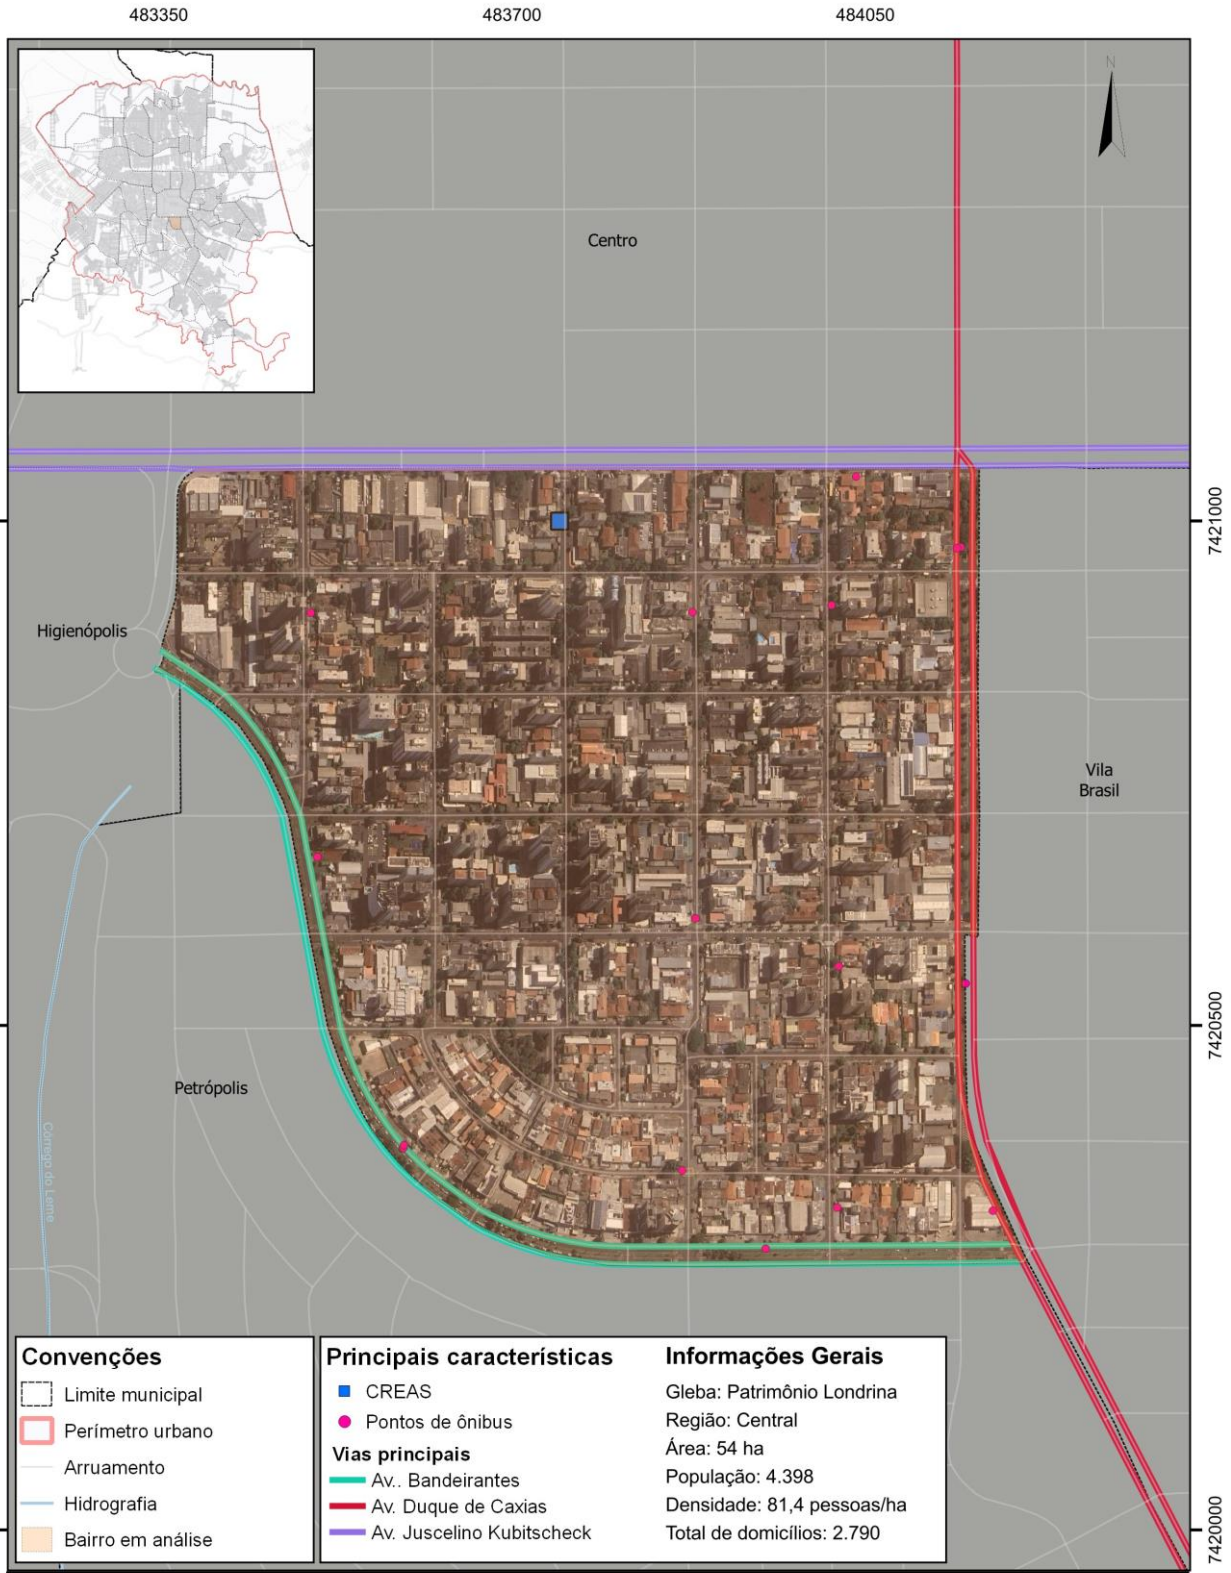 483350
483700
484050
N
Centro
7421000
Higienópolis
Vila
Brasil
7420500
Petrópolis
Córrego do Leme
Convenções
Limite municipal
Perímetro urbano
Arruamento
Hidrografia
Bairro em análise
Principais característicos
CREAS
Pontos de ônibus
Vias principais
Av.. Bandeirantes
Av. Duque de Caxias
Av. Juscelino Kubitscheck
Informações Gerais
Gleba: Patrimônio Londrina
Região: Central
Área: 54 ha
População: 4.398
Densidade: 81,4 pessoas/ha
Total de domicílios: 2.790
7420000